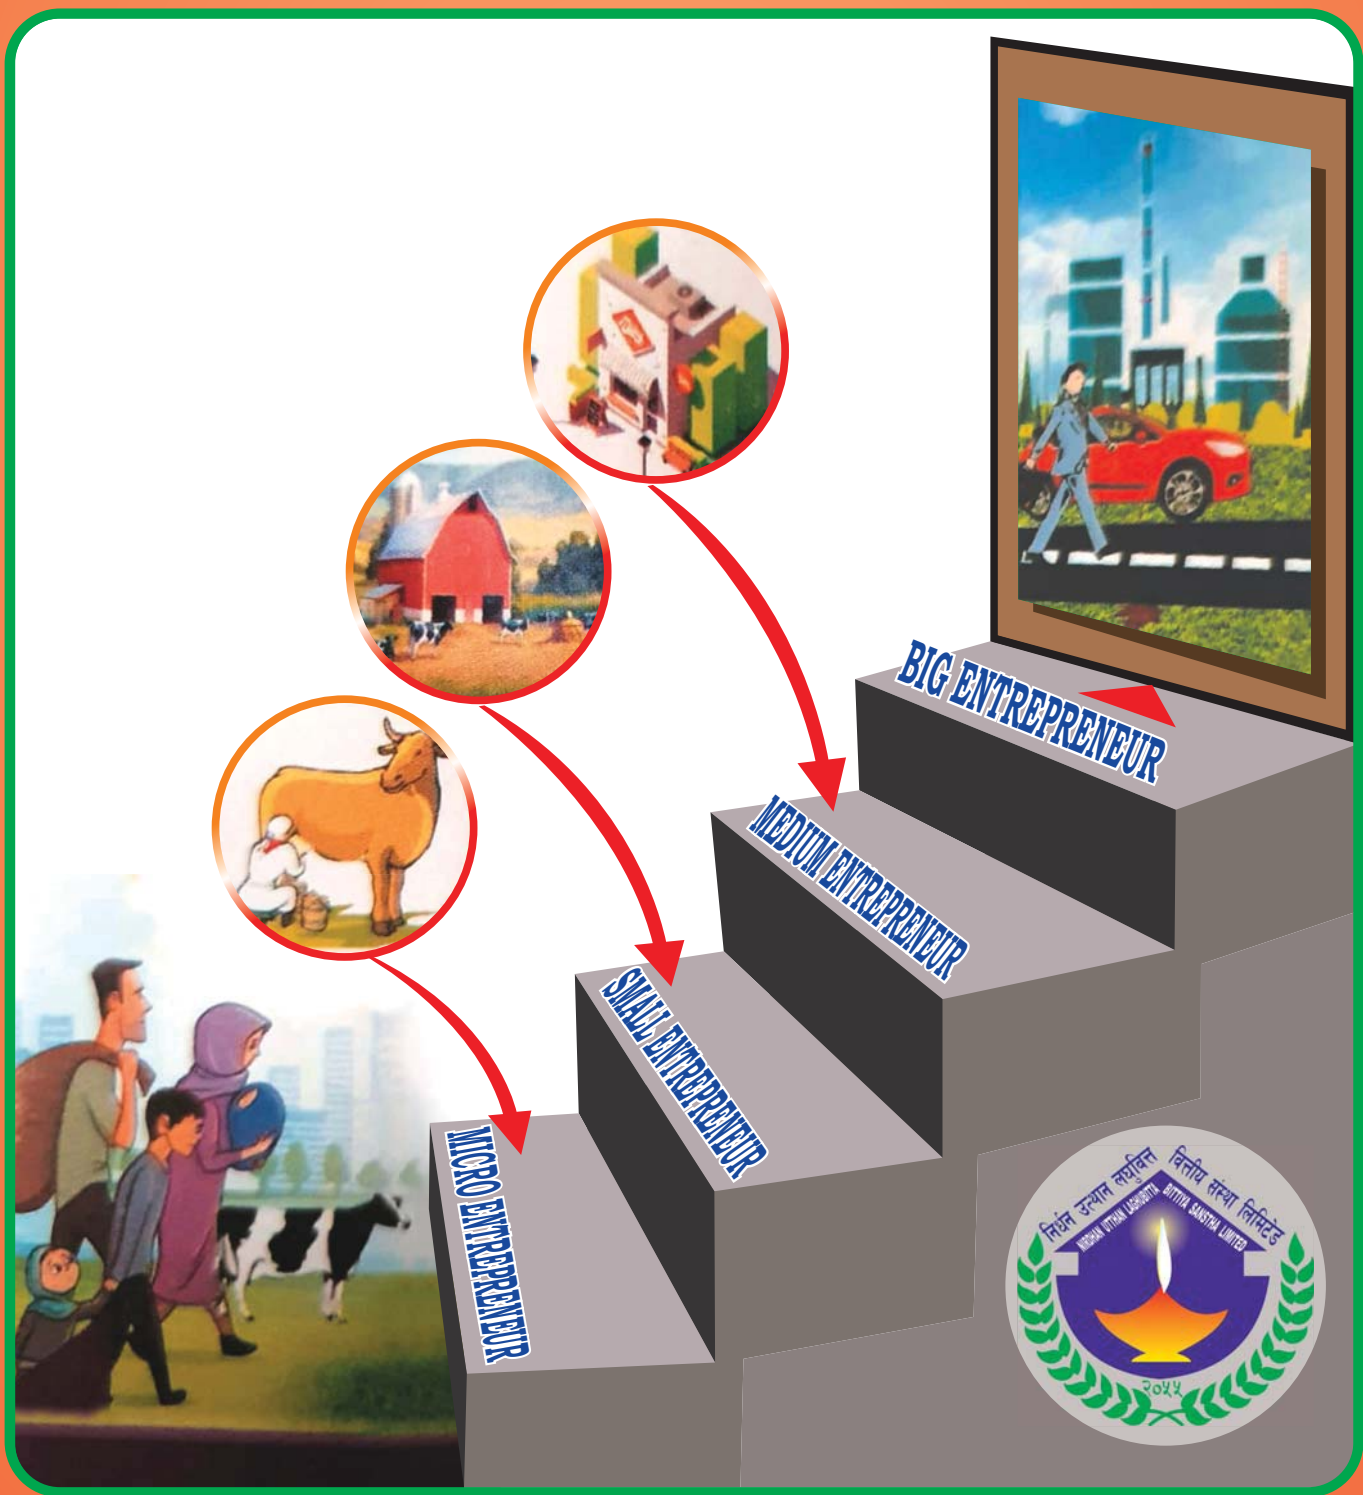 BIG ENTREPRENEUR
MEDIUM ENTREPRENEUR
SMALL ENTREPRENEUR
MICRO ENTREPRENEUR
निर्धन उत्थान लघुवित्त वित्तीय संस्था लिमिटेड
NIRDHAN UTTHAN LAGHUBITTA BITTIYA SANSTHA LIMITED
२०५५